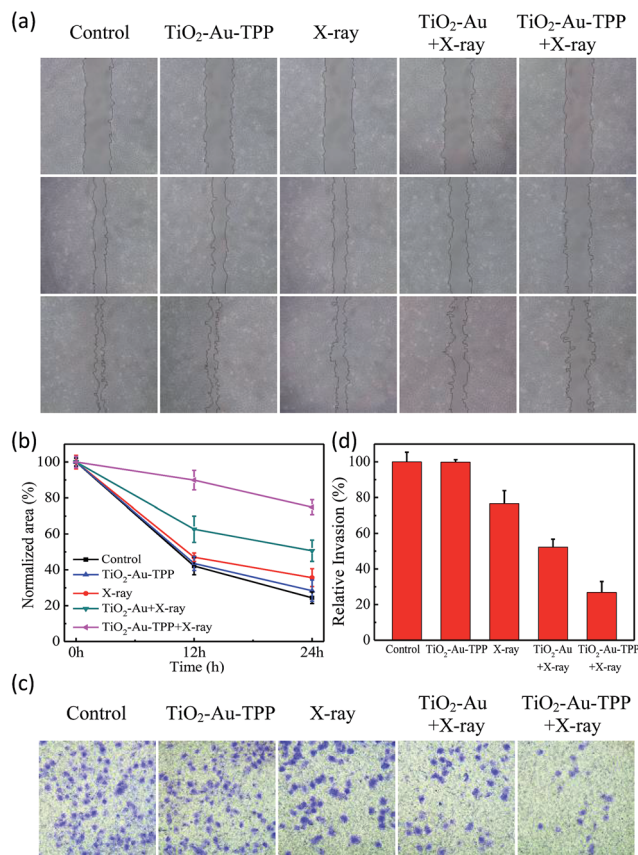 (a)
Control
TiO₂-Au-TPP
X-ray
TiO₂-Au
+X-ray
TiO₂-Au-TPP
+X-ray
(b)
100
80
60
40
20
0
Normalized area (%)
Control
TiO₂-Au-TPP
X-ray
TiO₂-Au+X-ray
TiO₂-Au-TPP+X-ray
0h
12h
24h
Time (h)
(d)
100
80
60
40
20
0
Relative Invasion (%)
Control
TiO₂-Au-TPP
X-ray
TiO₂-Au
+X-ray
TiO₂-Au-TPP
+X-ray
(c)
Control
TiO₂-Au-TPP
X-ray
TiO₂-Au
+X-ray
TiO₂-Au-TPP
+X-ray